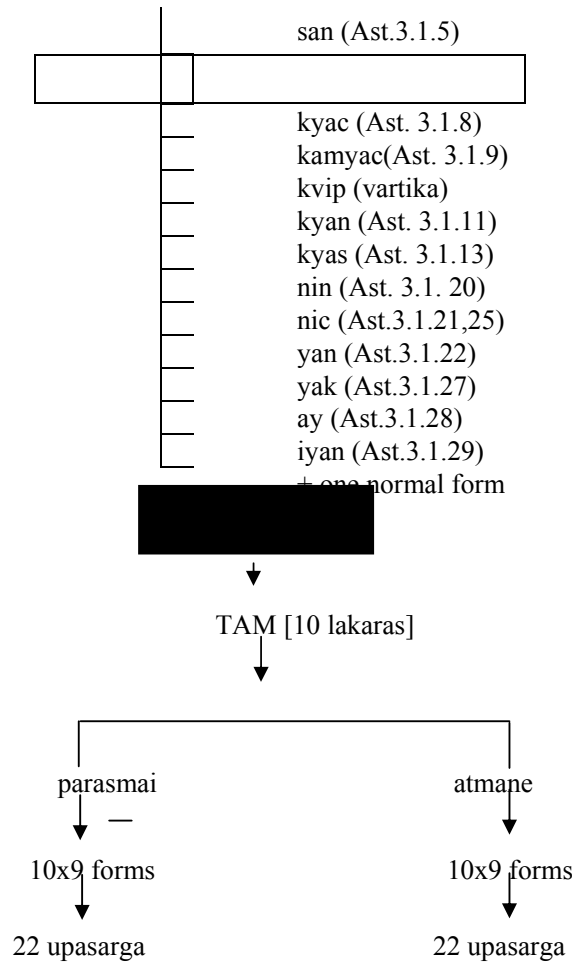 san (Ast.3.1.5)
kyac (Ast. 3.1.8)
kamyac(Ast. 3.1.9)
kvip (vartika)
kyan (Ast. 3.1.11)
kyas (Ast. 3.1.13)
nin (Ast. 3.1. 20)
nic (Ast.3.1.21,25)
yan (Ast.3.1.22)
yak (Ast.3.1.27)
ay (Ast.3.1.28)
iyan (Ast.3.1.29)
+ one normal form
TAM [10 lakaras]
parasmai atmane
10x9 forms 10x9 forms
22 upasarga 22 upasarga